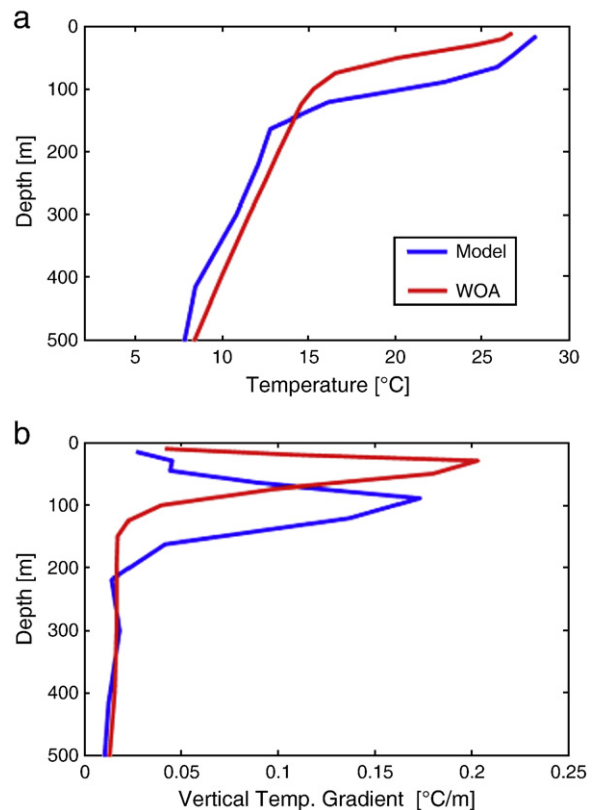 a
0
100
200
300
400
500
Depth [m]
Model
WOA
5 10 15 20 25 30
Temperature [°C]
b
0
100
200
300
400
500
Depth [m]
0 0.05 0.1 0.15 0.2 0.25
Vertical Temp. Gradient [°C/m]